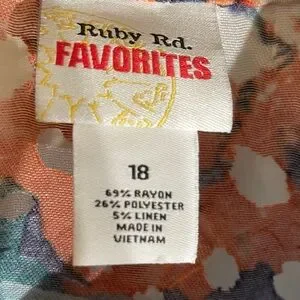 Ruby Rd.
FAVORITES
18
69% RAYON
26% POLYESTER
5% LINEN
MADE IN
VIETNAM